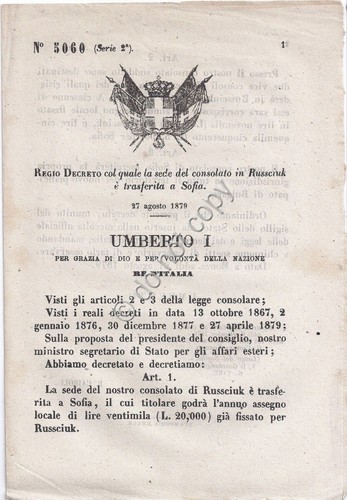 N° 5060 (Serie 2ª). 1
REGIO DECRETO col quale la sede del consolato in Russciuk
è trasferita a Sofia.
27 agosto 1879
UMBERTO I
PER GRAZIA DI DIO E PER VOLONTÀ DELLA NAZIONE
RE D'ITALIA
Visti gli articoli 2 e 3 della legge consolare;
Visti i reali decreti in data 13 ottobre 1867, 2
gennaio 1876, 30 dicembre 1877 e 27 aprile 1879;
Sulla proposta del presidente del consiglio, nostro
ministro segretario di Stato per gli affari esteri;
Abbiamo decretato e decretiamo:
Art. 1.
La sede del nostro consolato di Russciuk è trasfe-
rita a Sofia, il cui titolare godrà l'annuo assegno
locale di lire ventimila (L. 20,000) già fissato per
Russciuk.